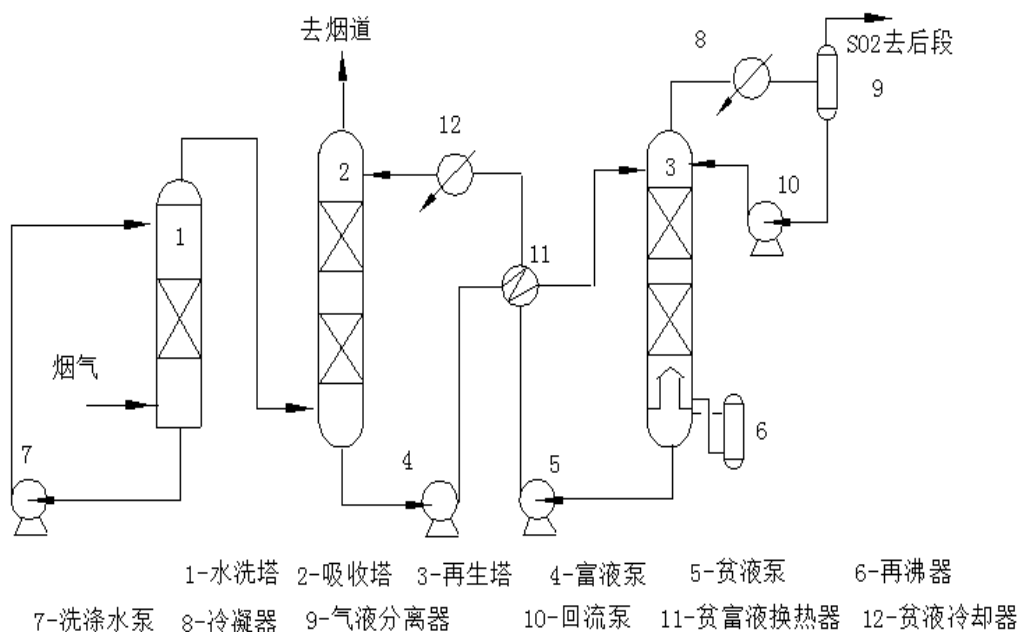 去烟道
8
SO2去后段
9
12
2
3
10
1
11
烟气
7
4
5
6
1-水洗塔 2-吸收塔 3-再生塔 4-富液泵 5-贫液泵 6-再沸器
7-洗涤水泵 8-冷凝器 9-气液分离器 10-回流泵 11-贫富液换热器 12-贫液冷却器